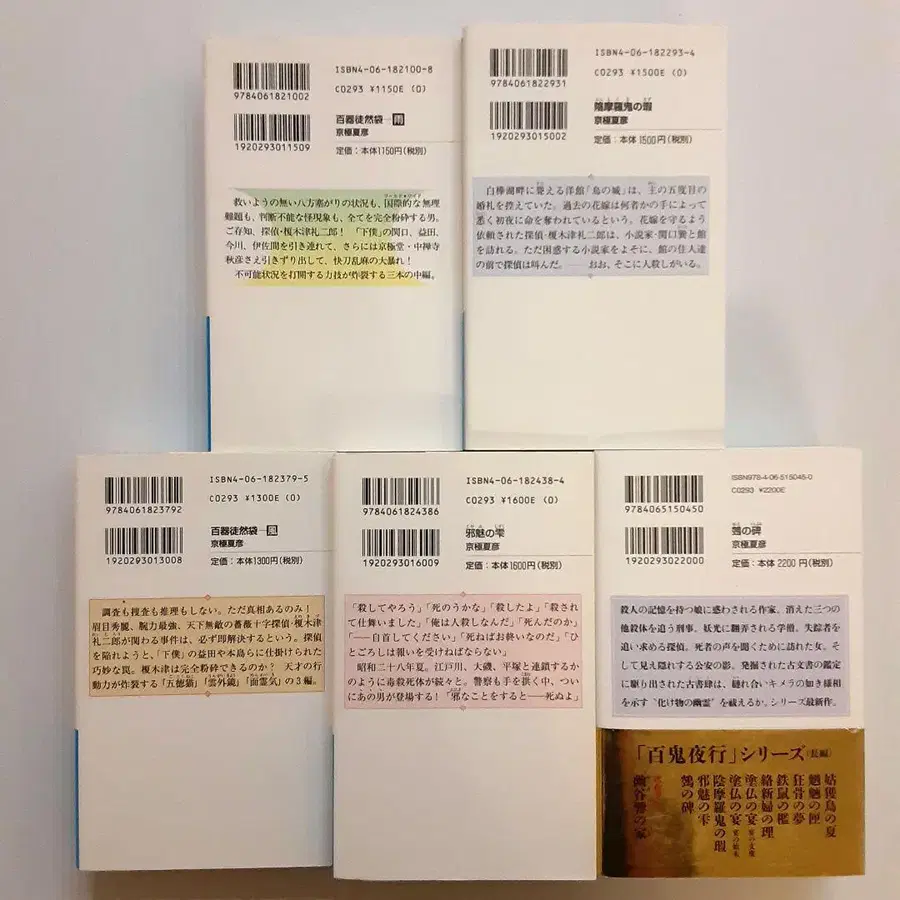 ISBN4-06-182100-8
C0293 ¥1150E (0)
9784061821002
百器徒然袋―雨
京極夏彦
1920293011509
定価：本体1150円(税別)
救いようの無い八方塞がりの状況も、国際的な無理
難題も、判断不能な怪現象も、全てを完全粉砕する男。
ご存知、探偵・榎木津礼二郎！ 「下僕」の関口、益田、
今川、伊佐間を引き連れて、さらには京極堂・中禅寺
秋彦さえ引きずり出して、快刀乱麻の大暴れ！
不可能状況を打開する力技が炸裂する三本の中編。
ISBN4-06-182293-4
C0293 ¥1500E (0)
9784061822931
陰摩羅鬼の瑕
京極夏彦
1920293015002
定価：本体1500円(税別)
白樺湖畔に聳える洋館「鳥の城」は、主の五度目の
婚礼を控えていた。過去の花嫁は何者かの手によって
悉く初夜に命を奪われているという。花嫁を守るよう
依頼された探偵・榎木津礼二郎は、小説家・関口巽と館
を訪れる。ただ困惑する小説家をよそに、館の住人達
の前で探偵は叫んだ。――おお、そこに人殺しがいる。
ISBN4-06-182379-5
C0293 ¥1300E (0)
9784061823792
百器徒然袋―風
京極夏彦
1920293013008
定価：本体1300円(税別)
調査も捜査も推理もしない。ただ真相あるのみ！
眉目秀麗、腕力最強、天下無敵の薔薇十字探偵・榎木津
礼二郎が関わる事件は、必ず即解決するという。探偵
を陥れようと、「下僕」の益田や本島らに仕掛けられた
巧妙な罠。榎木津は完全粉砕できるのか？ 天才の行
動力が炸裂する「五徳猫」「雲外鏡」「面霊気」の３編。
ISBN4-06-182438-4
C0293 ¥1600E (0)
9784061824386
邪魅の雫
京極夏彦
1920293016009
定価：本体1600円(税別)
「殺してやろう」「死のうかな」「殺したよ」「殺され
て仕舞いました」「俺は人殺しなんだ」「死んだのか」
「――自首してください」「死ねばお終いなのだ」「ひ
とごろしは報いを受けねばならない」
昭和二十八年夏。江戸川、大磯、平塚と連鎖するか
のように毒殺死体が続々と。警察も手を拱く中、つい
にあの男が登場する！「邪なことをすると――死ぬよ」
ISBN978-4-06-515045-0
C0293 ¥2200E
9784065150450
鵼の碑
京極夏彦
1920293022000
定価：本体 2200円(税別)
殺人の記憶を持つ娘に惑わされる作家。消えた三つの
他殺体を追う刑事。妖光に翻弄される学僧。失踪者を
追い求める探偵。死者の声を聞くために訪れた女。そ
して見え隠れする公安の影。発掘された古文書の鑑定
に駆り出された古書肆は、縺れ合いキメラの如き様相
を示す“化け物の幽霊”を祓えるか。シリーズ最新作。
「百鬼夜行」シリーズ〈長編〉
姑獲鳥の夏
魍魎の匣
狂骨の夢
鉄鼠の檻
絡新婦の理
塗仏の宴 宴の支度
塗仏の宴 宴の始末
陰摩羅鬼の瑕
邪魅の雫
鵼の碑